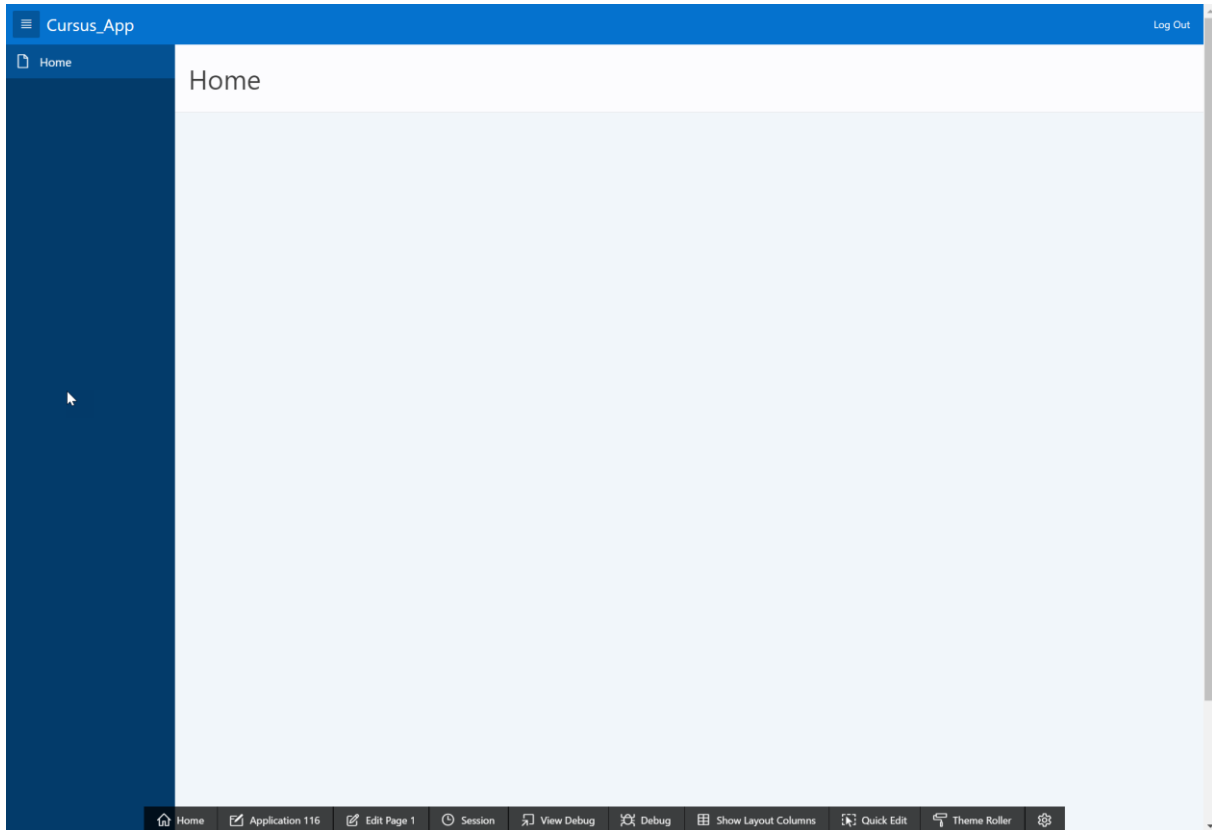 Cursus_App Log Out
Home
Home
Home Application 116 Edit Page 1 Session View Debug Debug Show Layout Columns Quick Edit Theme Roller